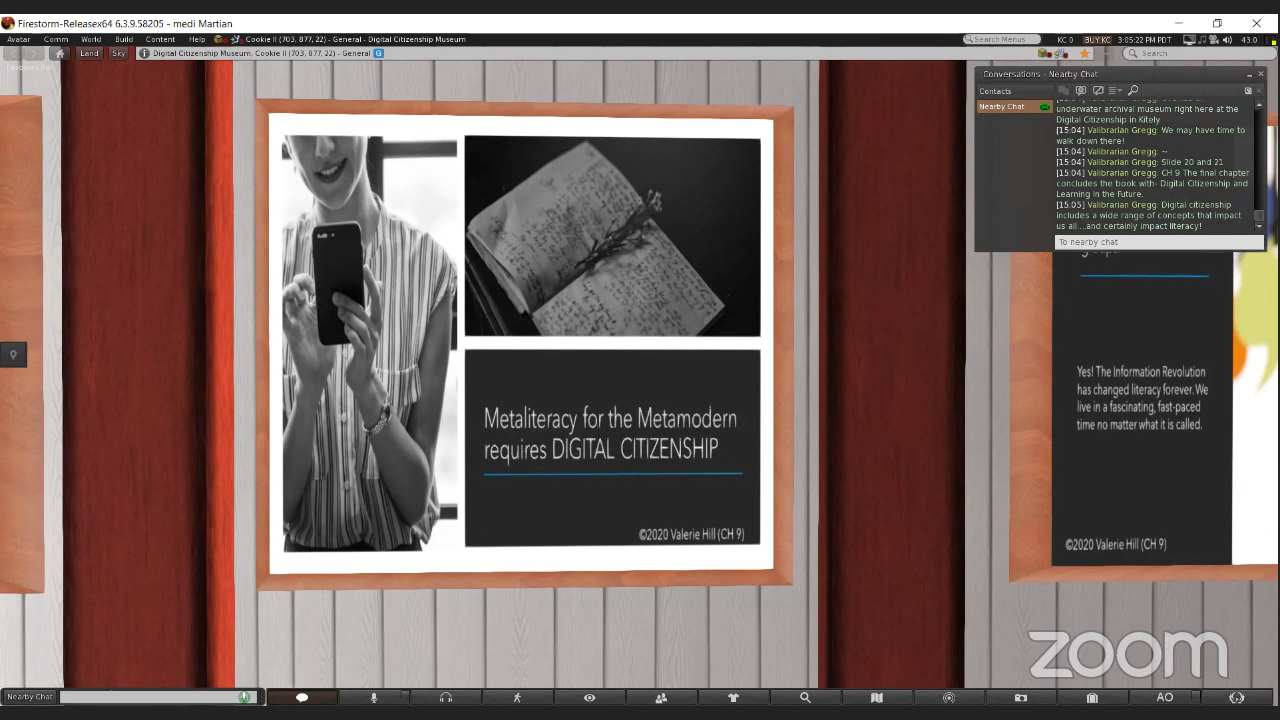 Firestorm-Releasex64 6.3.9.58205 - medi Martian
Avatar Comm World Build Content Help Cookie II (703, 877, 22) - General - Digital Citizenship Museum
Search Menus KC 0 BUY KC 3:05:22 PM PDT 43.0
Land Sky Digital Citizenship Museum, Cookie II (703, 877, 22) - General G
Search
Conversations - Nearby Chat
Contacts
Nearby Chat
underwater archival museum right here at the
Digital Citizenship in Kitely
[15:04] Valibrarian Gregg: We may have time to
walk down there!
[15:04] Valibrarian Gregg: ~
[15:04] Valibrarian Gregg: Slide 20 and 21
[15:04] Valibrarian Gregg: CH 9 The final chapter
concludes the book with- Digital Citizenship and
Learning in the Future.
[15:05] Valibrarian Gregg: Digital citizenship
includes a wide range of concepts that impact
us all....and certainly impact literacy!
To nearby chat
Metaliteracy for the Metamodern
requires DIGITAL CITIZENSHIP
©2020 Valerie Hill (CH 9)
Yes! The Information Revolution
has changed literacy forever. We
live in a fascinating, fast-paced
time no matter what it is called.
©2020 Valerie Hill (CH 9)
zoom
Nearby Chat
AO